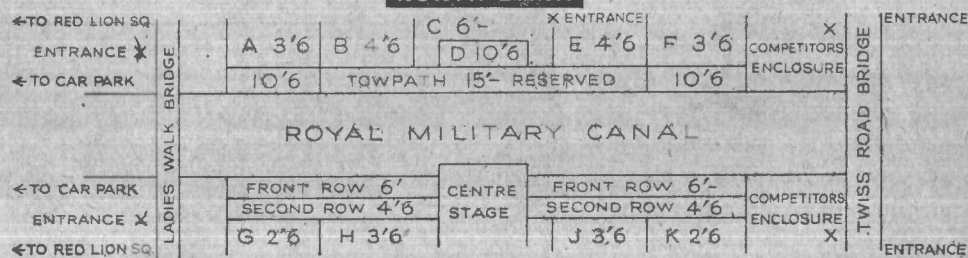 ←TO RED LION SQ.
ENTRANCE X
←TO CAR PARK
LADIES WALK BRIDGE
A 3'6
B 4'6
C 6'-
D 10'6
X ENTRANCE
E 4'6
F 3'6
X
COMPETITORS
ENCLOSURE
TWISS ROAD BRIDGE
ENTRANCE
10'6
TOWPATH 15'- RESERVED
10'6
ROYAL MILITARY CANAL
←TO CAR PARK
ENTRANCE X
←TO RED LION SQ.
FRONT ROW 6'
SECOND ROW 4'6
G 2'6
H 3'6
CENTRE
STAGE
FRONT ROW 6'-
SECOND ROW 4'6
J 3'6
K 2'6
COMPETITORS
ENCLOSURE
X
ENTRANCE